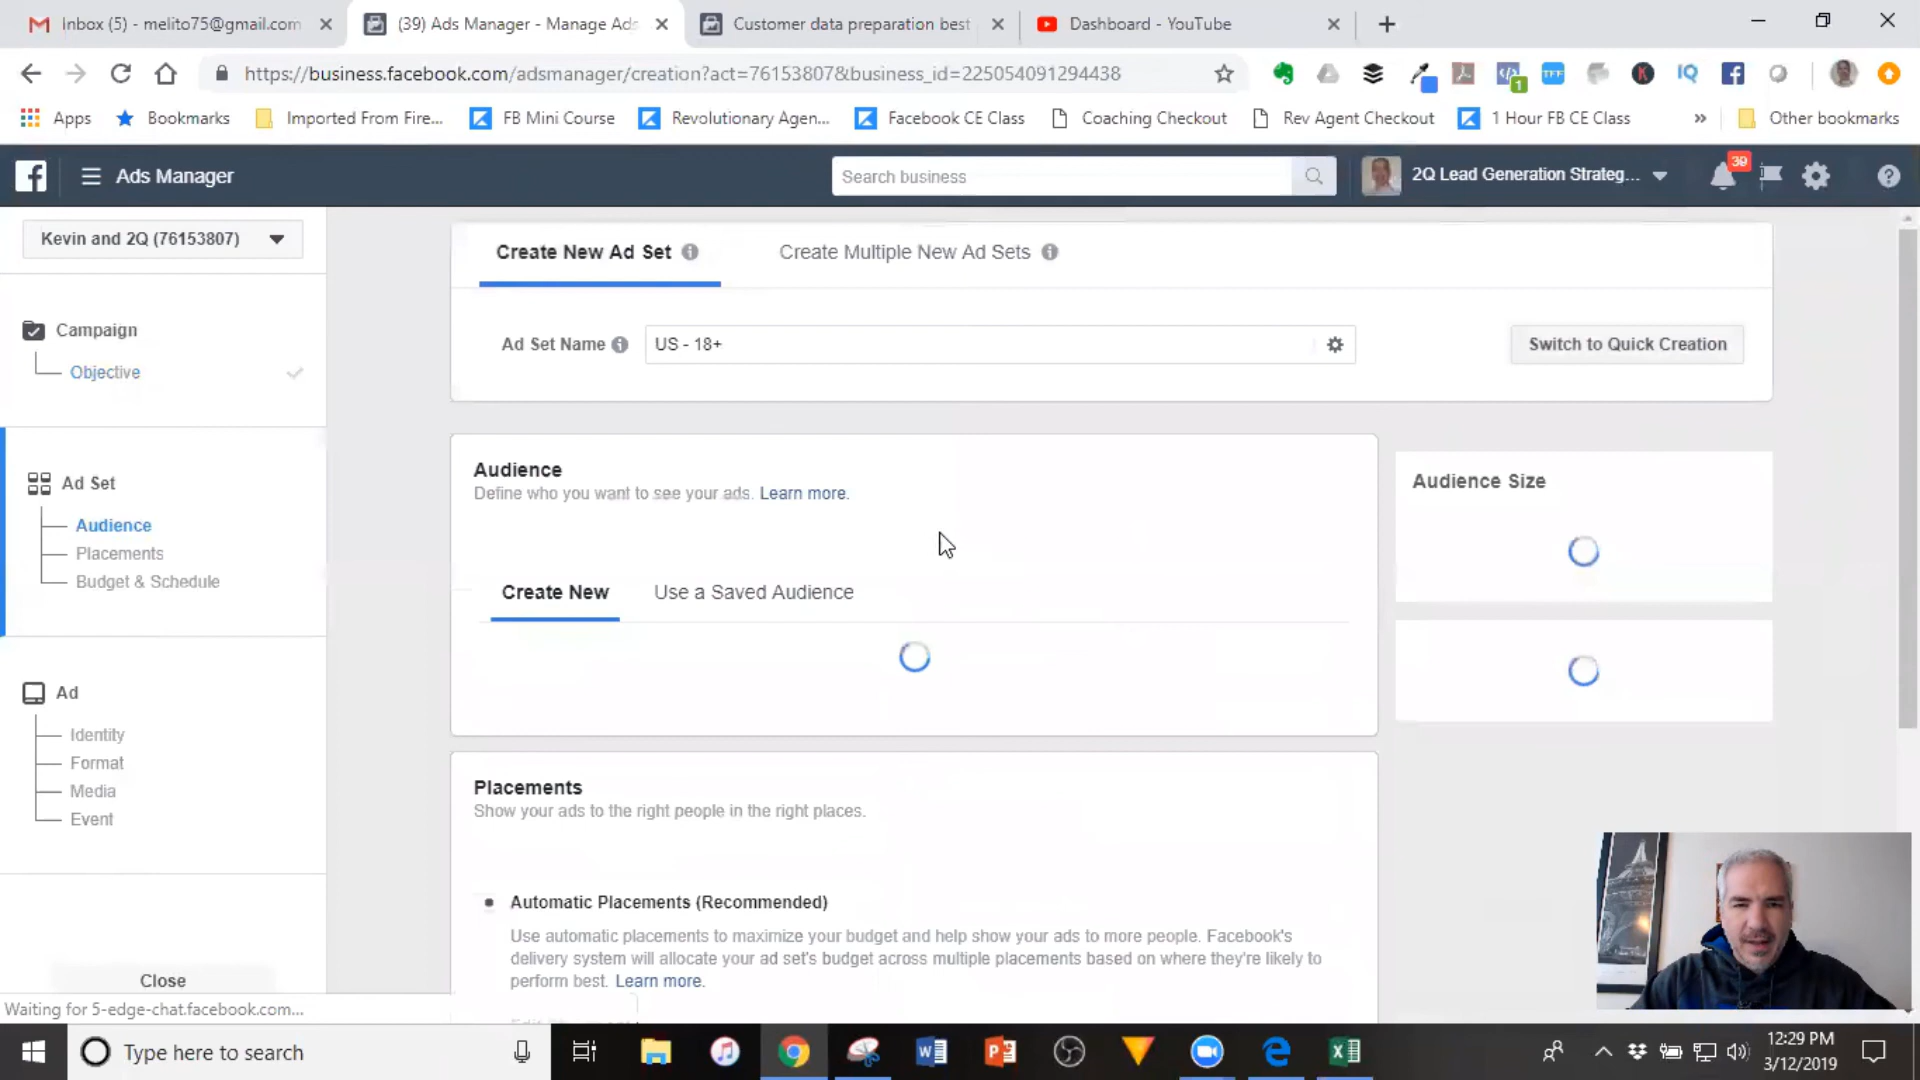 Inbox (5) - melito75@gmail.com
(39) Ads Manager - Manage Ads
Customer data preparation best
Dashboard - YouTube
https://business.facebook.com/adsmanager/creation?act=76153807&business_id=225054091294438
Apps
Bookmarks
Imported From Fire...
FB Mini Course
Revolutionary Agen...
Facebook CE Class
Coaching Checkout
Rev Agent Checkout
1 Hour FB CE Class
Other bookmarks
Ads Manager
Search business
2Q Lead Generation Strateg...
39
Kevin and 2Q (76153807)
Create New Ad Set
Create Multiple New Ad Sets
Campaign
Objective
Ad Set Name
US - 18+
Switch to Quick Creation
Ad Set
Audience
Placements
Budget & Schedule
Audience
Define who you want to see your ads. Learn more.
Audience Size
Create New
Use a Saved Audience
Ad
Identity
Format
Media
Event
Placements
Show your ads to the right people in the right places.
Automatic Placements (Recommended)
Use automatic placements to maximize your budget and help show your ads to more people. Facebook's
delivery system will allocate your ad set's budget across multiple placements based on where they're likely to
perform best. Learn more.
Close
Waiting for 5-edge-chat.facebook.com...
Type here to search
12:29 PM
3/12/2019